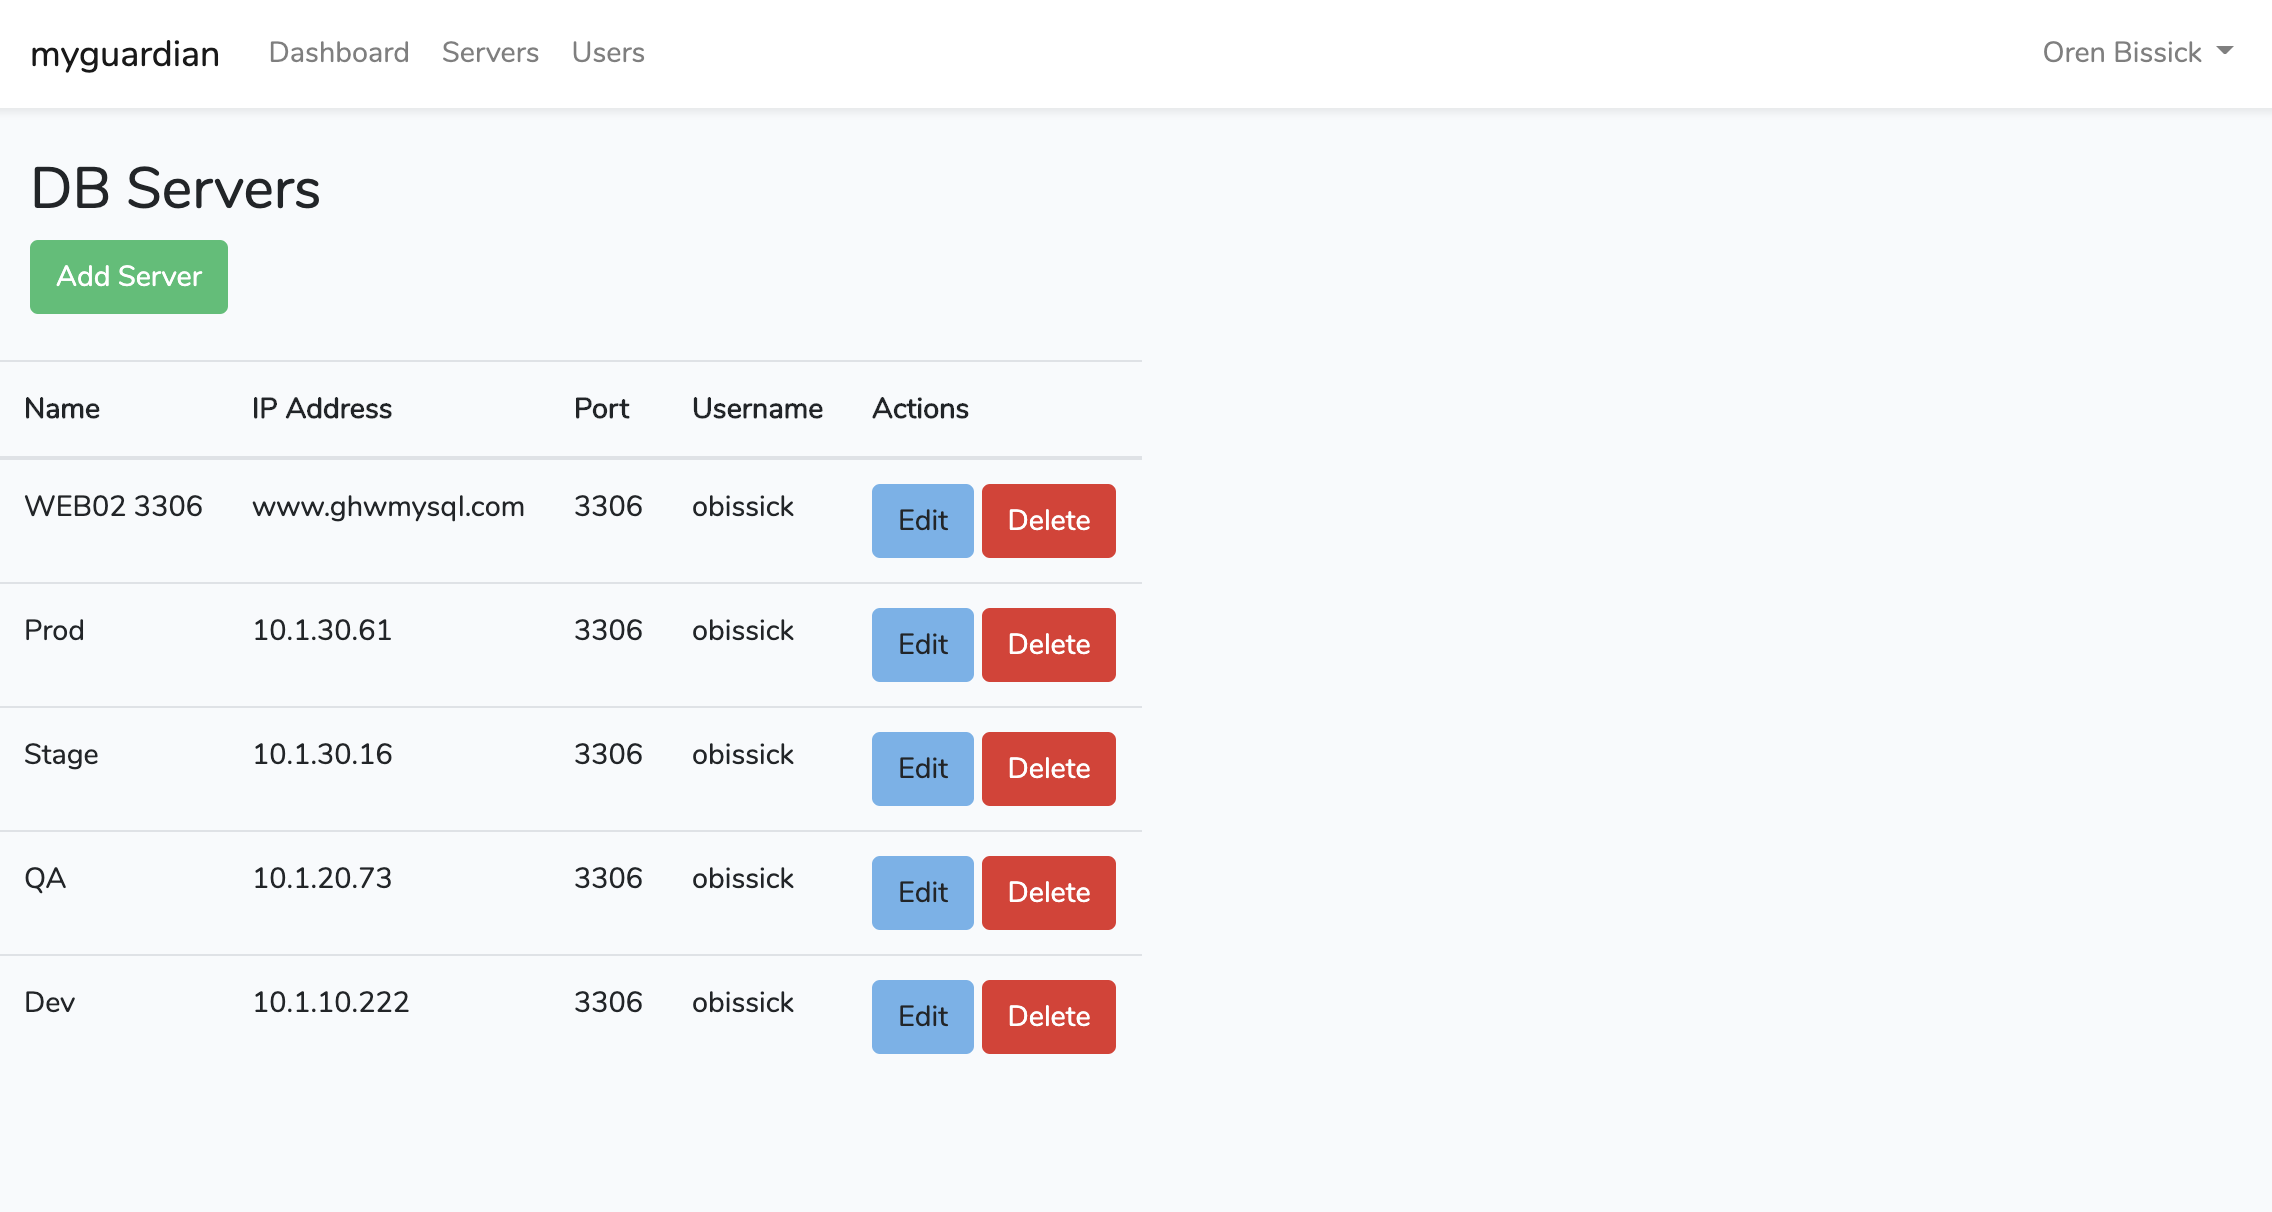 myguardian Dashboard Servers Users Oren Bissick
DB Servers
Add Server
Name IP Address Port Username Actions
WEB02 3306 www.ghwmysql.com 3306 obissick Edit Delete
Prod 10.1.30.61 3306 obissick Edit Delete
Stage 10.1.30.16 3306 obissick Edit Delete
QA 10.1.20.73 3306 obissick Edit Delete
Dev 10.1.10.222 3306 obissick Edit Delete